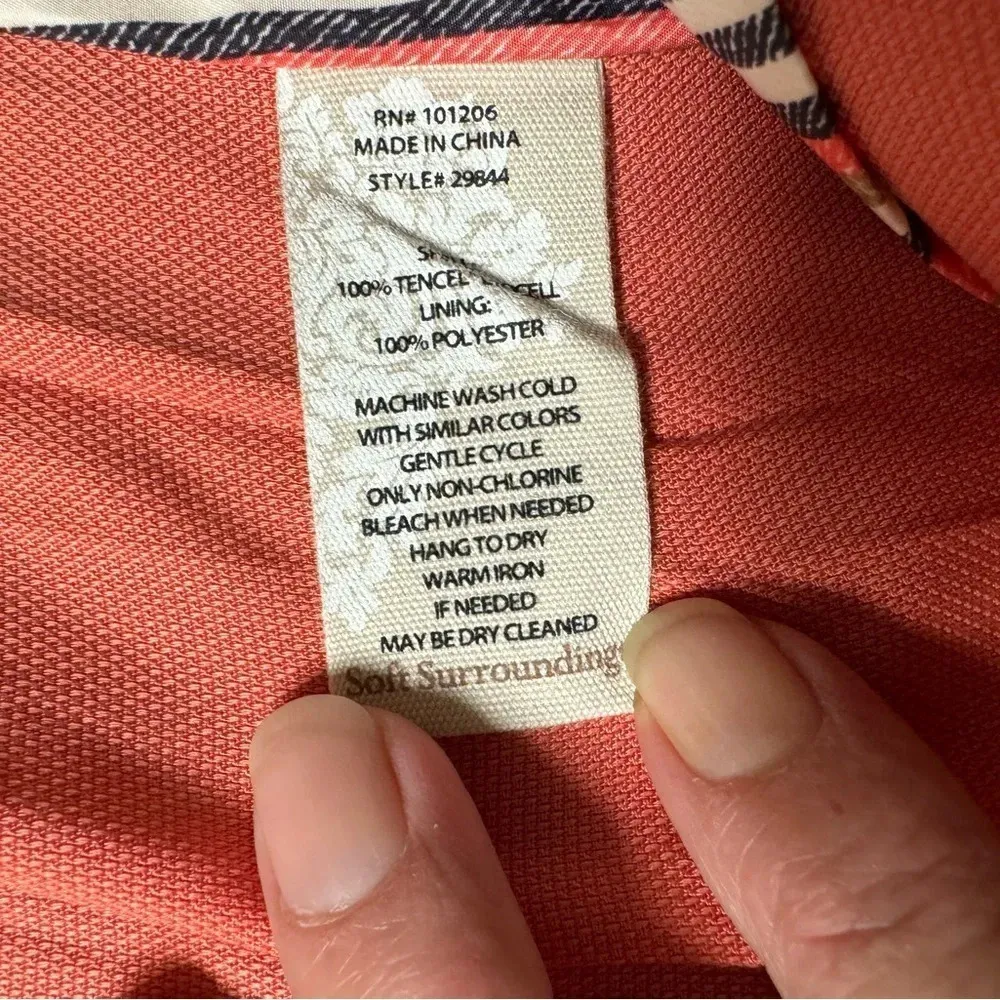 RN# 101206
MADE IN CHINA
STYLE# 29844
100% TENCEL
LINING:
100% POLYESTER
MACHINE WASH COLD
WITH SIMILAR COLORS
GENTLE CYCLE
ONLY NON-CHLORINE
BLEACH WHEN NEEDED
HANG TO DRY
WARM IRON
IF NEEDED
MAY BE DRY CLEANED
Soft Surrounding